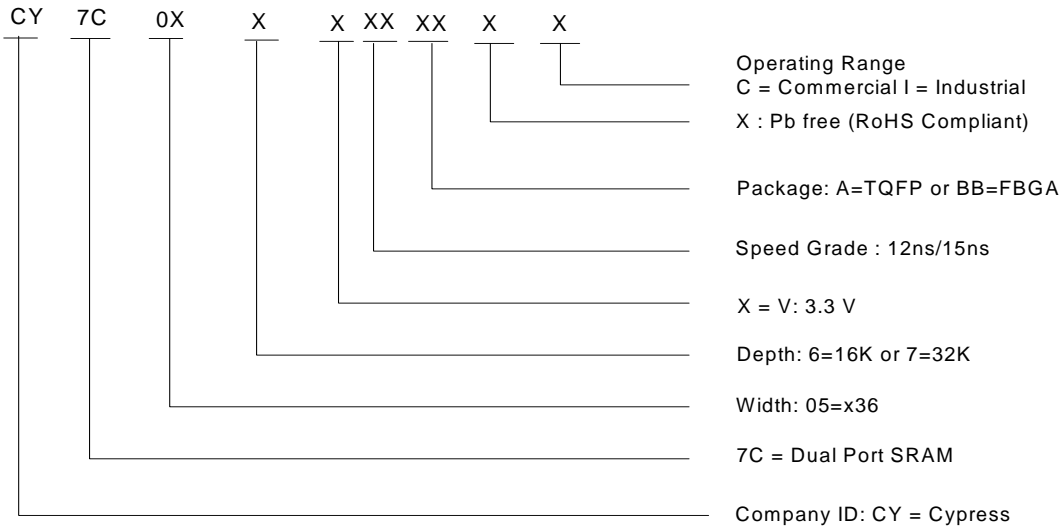 CY 7C 0X X X XX XX X X
Operating Range
C = Commercial I = Industrial
X : Pb free (RoHS Compliant)
Package: A=TQFP or BB=FBGA
Speed Grade : 12ns/15ns
X = V: 3.3 V
Depth: 6=16K or 7=32K
Width: 05=x36
7C = Dual Port SRAM
Company ID: CY = Cypress